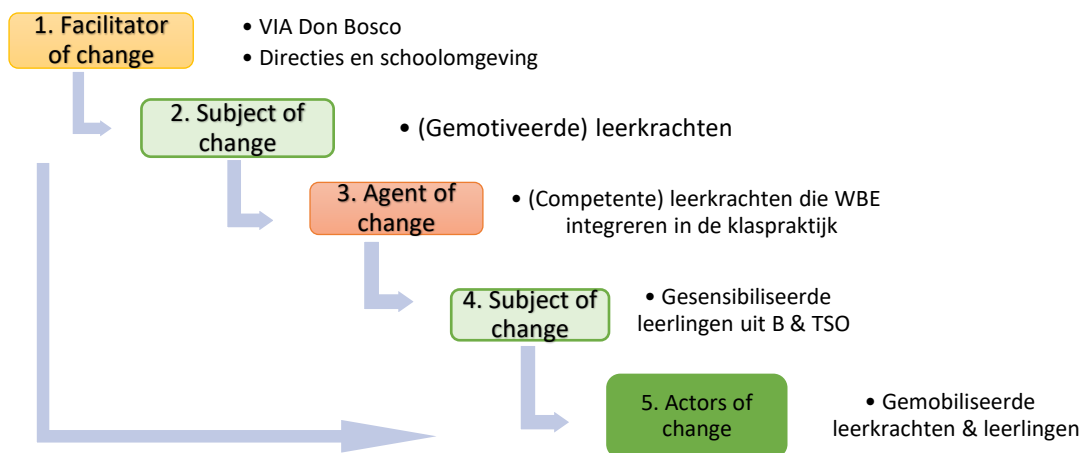 1. Facilitator
of change
• VIA Don Bosco
• Directies en schoolomgeving
2. Subject of
change
• (Gemotiveerde) leerkrachten
3. Agent of
change
• (Competente) leerkrachten die WBE
integreren in de klaspraktijk
4. Subject of
change
• Gesensibiliseerde
leerlingen uit B & TSO
5. Actors of
change
• Gemobiliseerde
leerkrachten & leerlingen